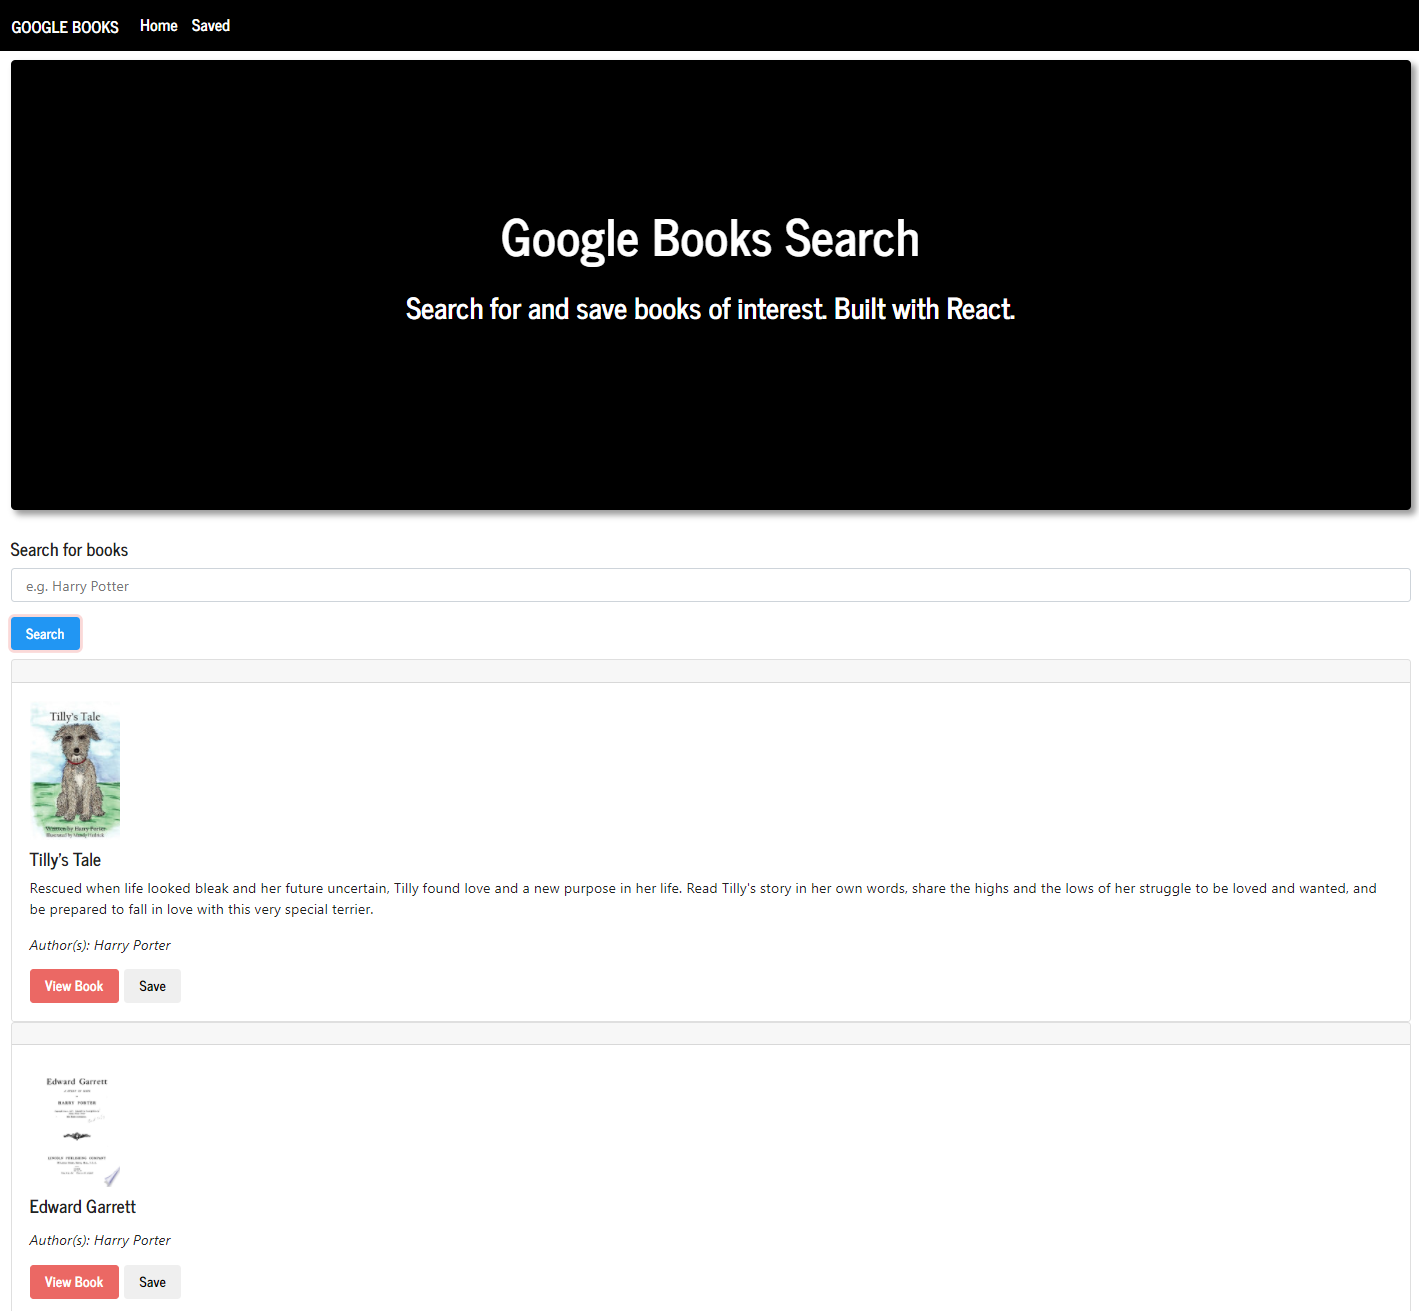 GOOGLE BOOKS Home Saved
Google Books Search
Search for and save books of interest. Built with React.
Search for books
e.g. Harry Potter
Search
Tilly's Tale
Written by Harry Porter
Tilly's Tale
Rescued when life looked bleak and her future uncertain, Tilly found love and a new purpose in her life. Read Tilly's story in her own words, share the highs and the lows of her struggle to be loved and wanted, and
be prepared to fall in love with this very special terrier.
Author(s): Harry Porter
View Book Save
Edward Garrett
HARRY PORTER
LINCOLN PUBLISHING COMPANY
Edward Garrett
Author(s): Harry Porter
View Book Save